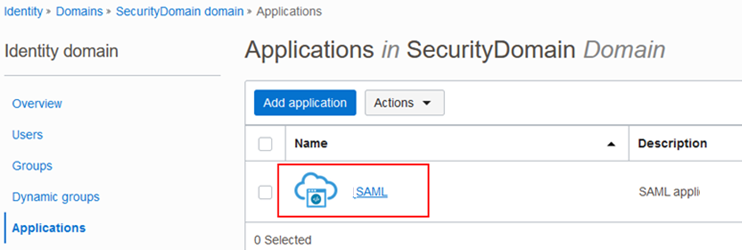 Identity » Domains » SecurityDomain domain » Applications
Identity domain
Overview
Users
Groups
Dynamic groups
Applications
Applications in SecurityDomain Domain
Add application Actions
Name Description
SAML SAML appli
0 Selected